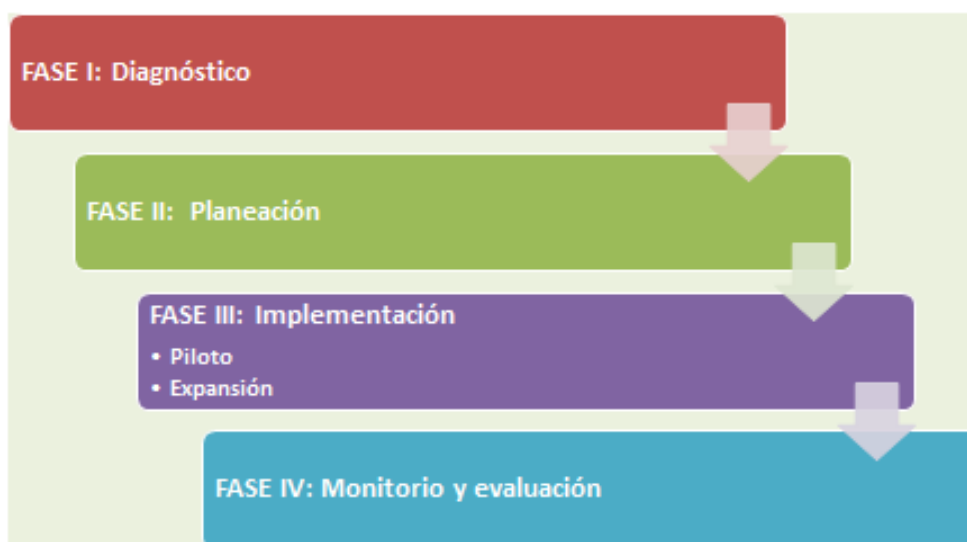 FASE I: Diagnóstico
FASE II: Planeación
FASE III: Implementación
• Piloto
• Expansión
FASE IV: Monitorio y evaluación